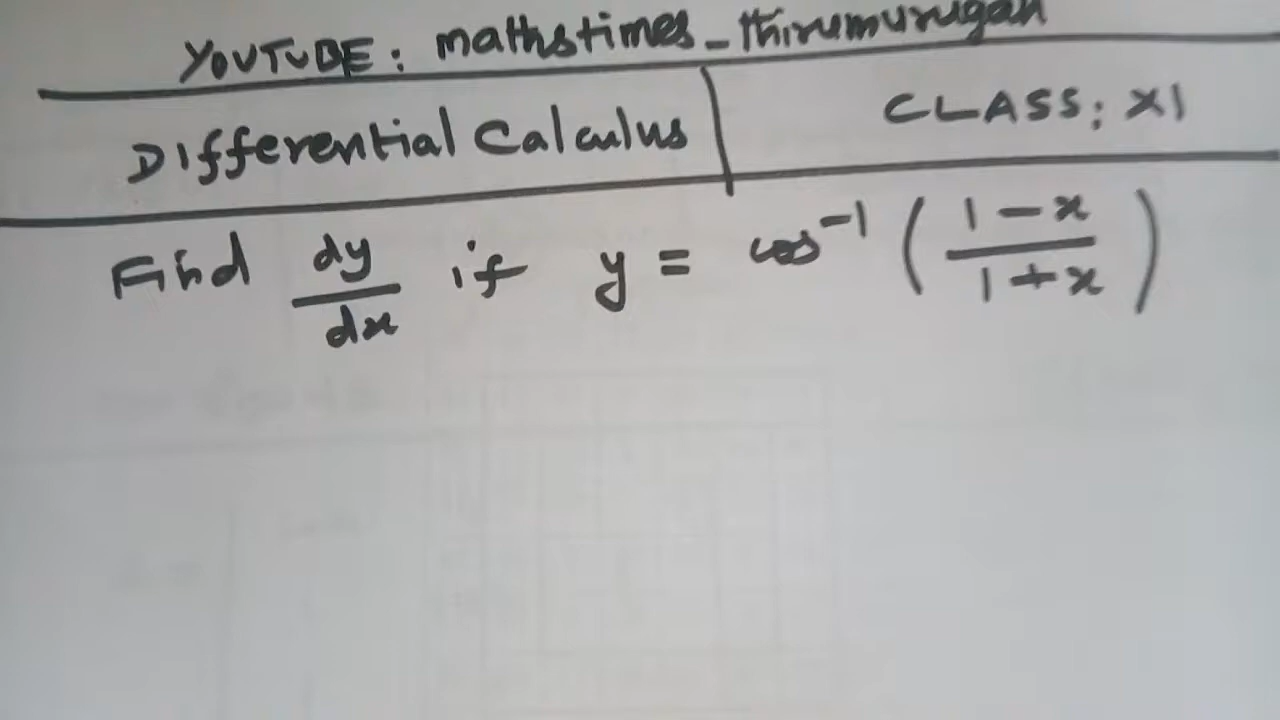 YOUTUBE: mathstimes_thirumurugan
Differential Calculus CLASS: XI
Find dy/dx if y = cos⁻¹ ( (1-x)/(1+x) )